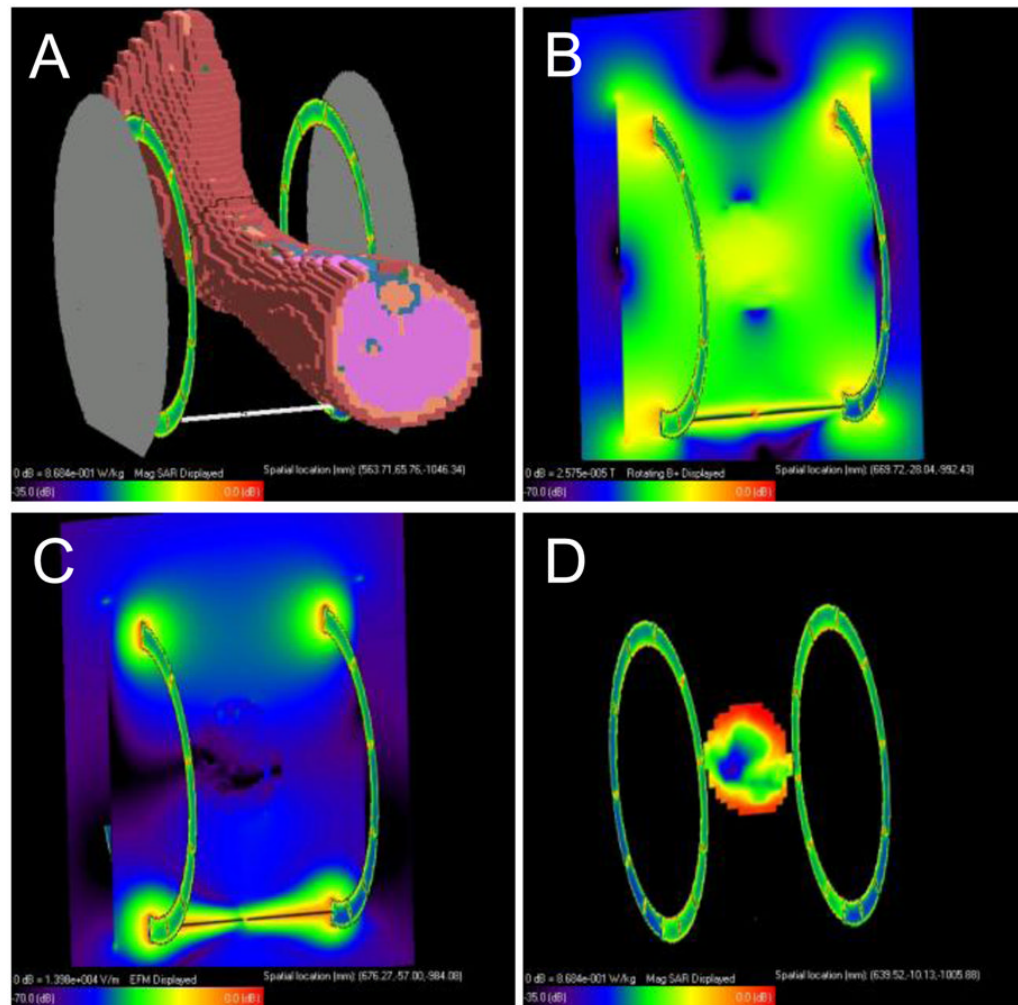 A
0 dB = 8.684e-001 W/kg Mag SAR Displayed Spatial location (mm): (563.71,65.76,-1046.34)
-35.0 (dB) 0.0 (dB)
B
0 dB = 2.575e-005 T Rotating B+ Displayed Spatial location (mm): (669.72,-28.04,-992.43)
-70.0 (dB) 0.0 (dB)
C
0 dB = 1.398e+004 V/m EFM Displayed Spatial location (mm): (676.27,-57.00,-984.08)
-70.0 (dB) 0.0 (dB)
D
0 dB = 8.684e-001 W/kg Mag SAR Displayed Spatial location (mm): (639.52,-10.13,-1005.88)
-35.0 (dB) 0.0 (dB)